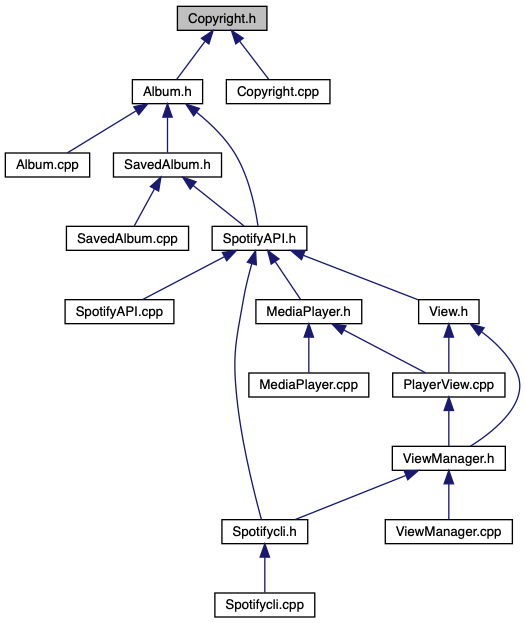 Copyright.h
Album.h
Copyright.cpp
Album.cpp
SavedAlbum.h
SavedAlbum.cpp
SpotifyAPI.h
SpotifyAPI.cpp
MediaPlayer.h
View.h
MediaPlayer.cpp
PlayerView.cpp
ViewManager.h
Spotifycli.h
ViewManager.cpp
Spotifycli.cpp